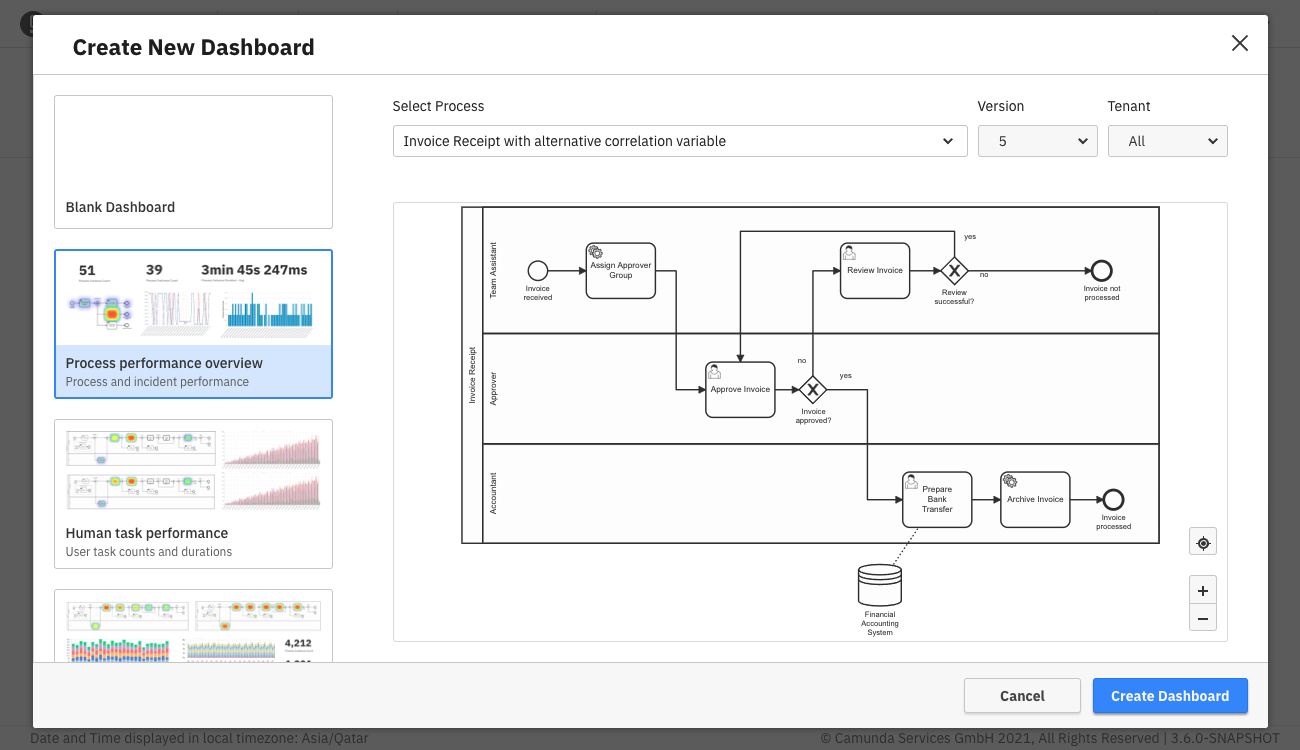 Create New Dashboard
Blank Dashboard
51
39
3min 45s 247ms
Process performance overview
Process and incident performance
Human task performance
User task counts and durations
4,212
Select Process
Version
Tenant
Invoice Receipt with alternative correlation variable
5
All
Invoice Receipt
Team Assistant
Invoice
received
Assign Approver
Group
Review Invoice
yes
no
Review
successful?
Invoice not
processed
Approver
Approve Invoice
no
yes
Invoice
approved?
Accountant
Prepare
Bank
Transfer
Archive Invoice
Invoice
processed
Financial
Accounting
System
Cancel
Create Dashboard
Date and Time displayed in local timezone: Asia/Qatar
© Camunda Services GmbH 2021, All Rights Reserved | 3.6.0-SNAPSHOT